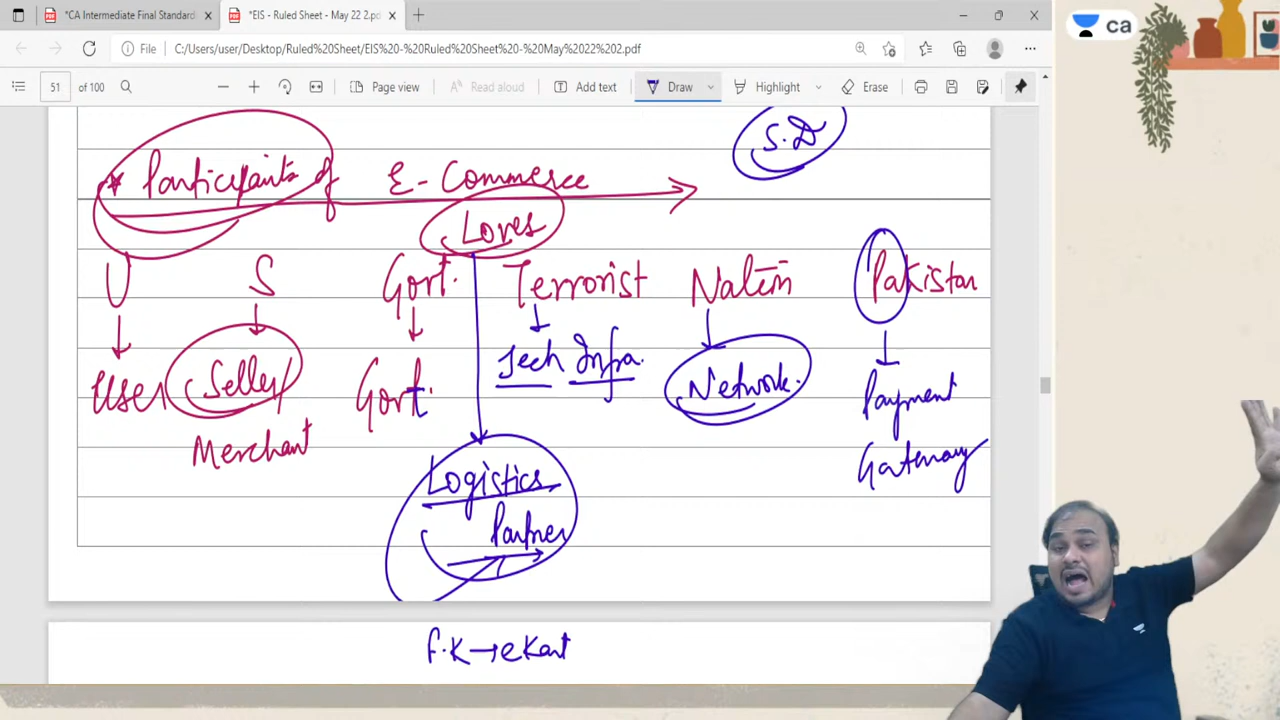 *CA Intermediate Final Standard
*EIS - Ruled Sheet - May 22 2.pd
File
C:/Users/user/Desktop/Ruled%20Sheet/EIS%20-%20Ruled%20Sheet%20-%20May%2022%202.pdf
51 of 100
Page view
Read aloud
Add text
Draw
Highlight
Erase
ca
S.D
* Participants of E-Commerce
Loves
U S Govt. Terrorist Nation Pakistan
User Seller/ Govt. Tech Infra. Network. Payment
Merchant Gateway
Logistics
Partner
F.K → eKart